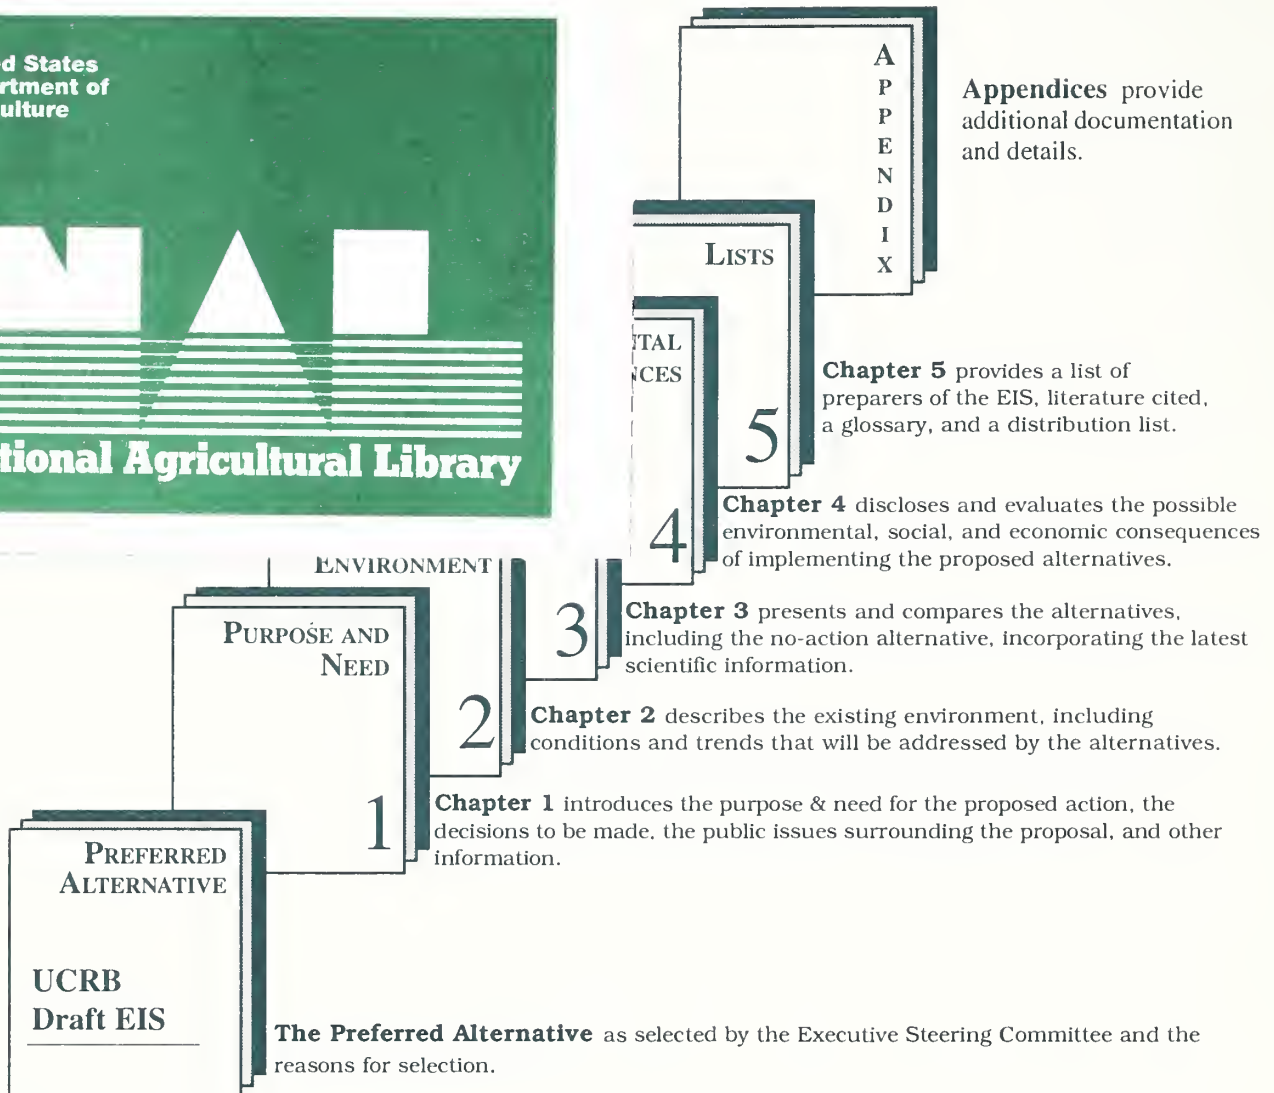 d States
rtment of
ulture
NAL
tional Agricultural Library
A
P
P
E
N
D
I
X
Appendices provide
additional documentation
and details.
LISTS
5
Chapter 5 provides a list of
preparers of the EIS, literature cited,
a glossary, and a distribution list.
TAL
CES
4
Chapter 4 discloses and evaluates the possible
environmental, social, and economic consequences
of implementing the proposed alternatives.
3
Chapter 3 presents and compares the alternatives,
including the no-action alternative, incorporating the latest
scientific information.
ENVIRONMENT
2
Chapter 2 describes the existing environment, including
conditions and trends that will be addressed by the alternatives.
PURPOSE AND
NEED
1
Chapter 1 introduces the purpose & need for the proposed action, the
decisions to be made, the public issues surrounding the proposal, and other
information.
PREFERRED
ALTERNATIVE
UCRB
Draft EIS
The Preferred Alternative as selected by the Executive Steering Committee and the
reasons for selection.